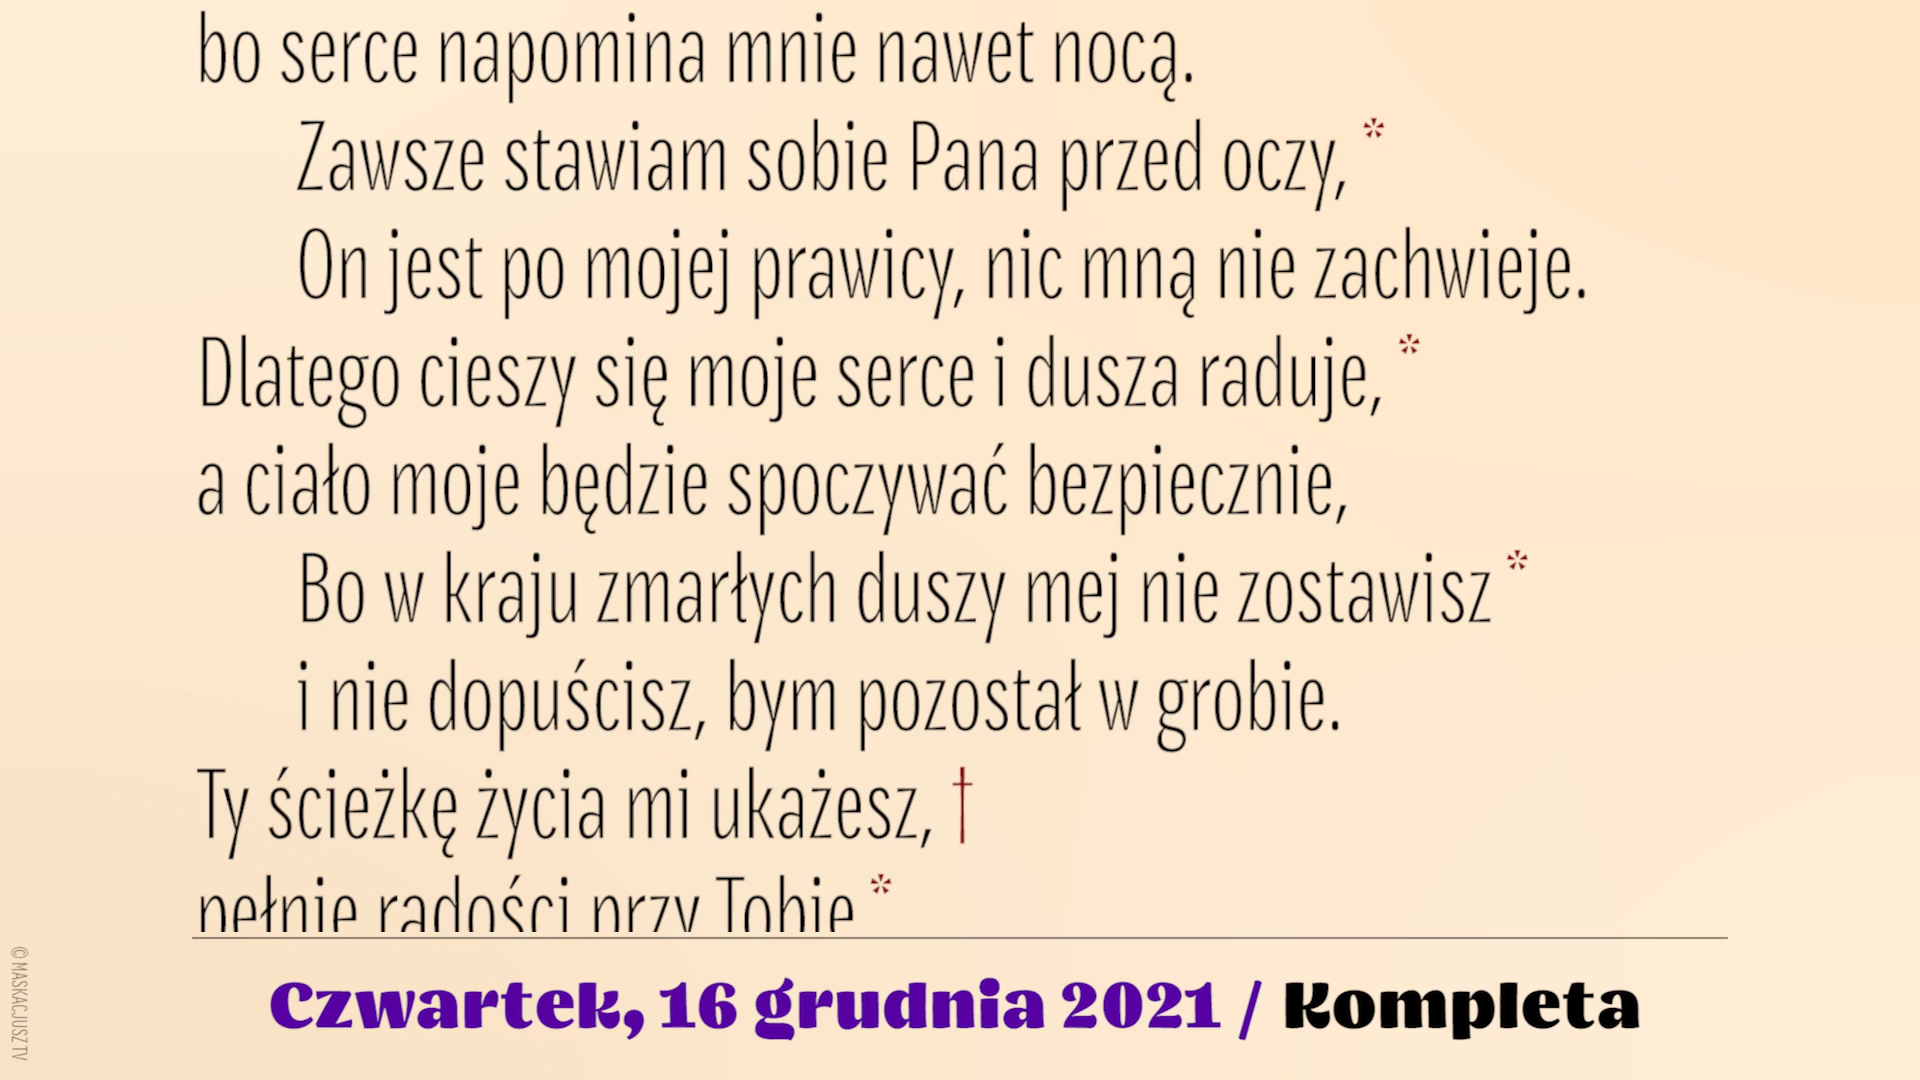 bo serce napomina mnie nawet nocą.
Zawsze stawiam sobie Pana przed oczy, *
On jest po mojej prawicy, nic mną nie zachwieje.
Dlatego cieszy się moje serce i dusza raduje, *
a ciało moje będzie spoczywać bezpiecznie,
Bo w kraju zmarłych duszy mej nie zostawisz *
i nie dopuścisz, bym pozostał w grobie.
Ty ścieżkę życia mi ukażesz, †
pełnię radości przy Tobie *
Czwartek, 16 grudnia 2021 / Kompleta
© MASKACJUSZ TV